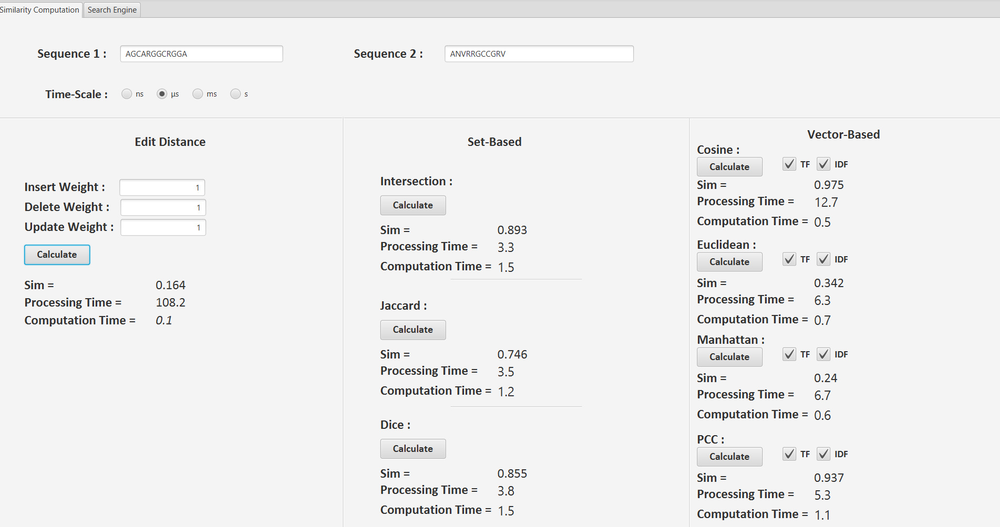 Similarity Computation
Search Engine
Sequence 1 : AGCARGGCRGGA
Sequence 2 : ANVRRGCCGRV
Time-Scale : ns µs ms s
Edit Distance
Insert Weight : 1
Delete Weight : 1
Update Weight : 1
Calculate
Sim = 0.164
Processing Time = 108.2
Computation Time = 0.1
Set-Based
Intersection :
Calculate
Sim = 0.893
Processing Time = 3.3
Computation Time = 1.5
Jaccard :
Calculate
Sim = 0.746
Processing Time = 3.5
Computation Time = 1.2
Dice :
Calculate
Sim = 0.855
Processing Time = 3.8
Computation Time = 1.5
Vector-Based
Cosine :
Calculate TF IDF
Sim = 0.975
Processing Time = 12.7
Computation Time = 0.5
Euclidean :
Calculate TF IDF
Sim = 0.342
Processing Time = 6.3
Computation Time = 0.7
Manhattan :
Calculate TF IDF
Sim = 0.24
Processing Time = 6.7
Computation Time = 0.6
PCC :
Calculate TF IDF
Sim = 0.937
Processing Time = 5.3
Computation Time = 1.1